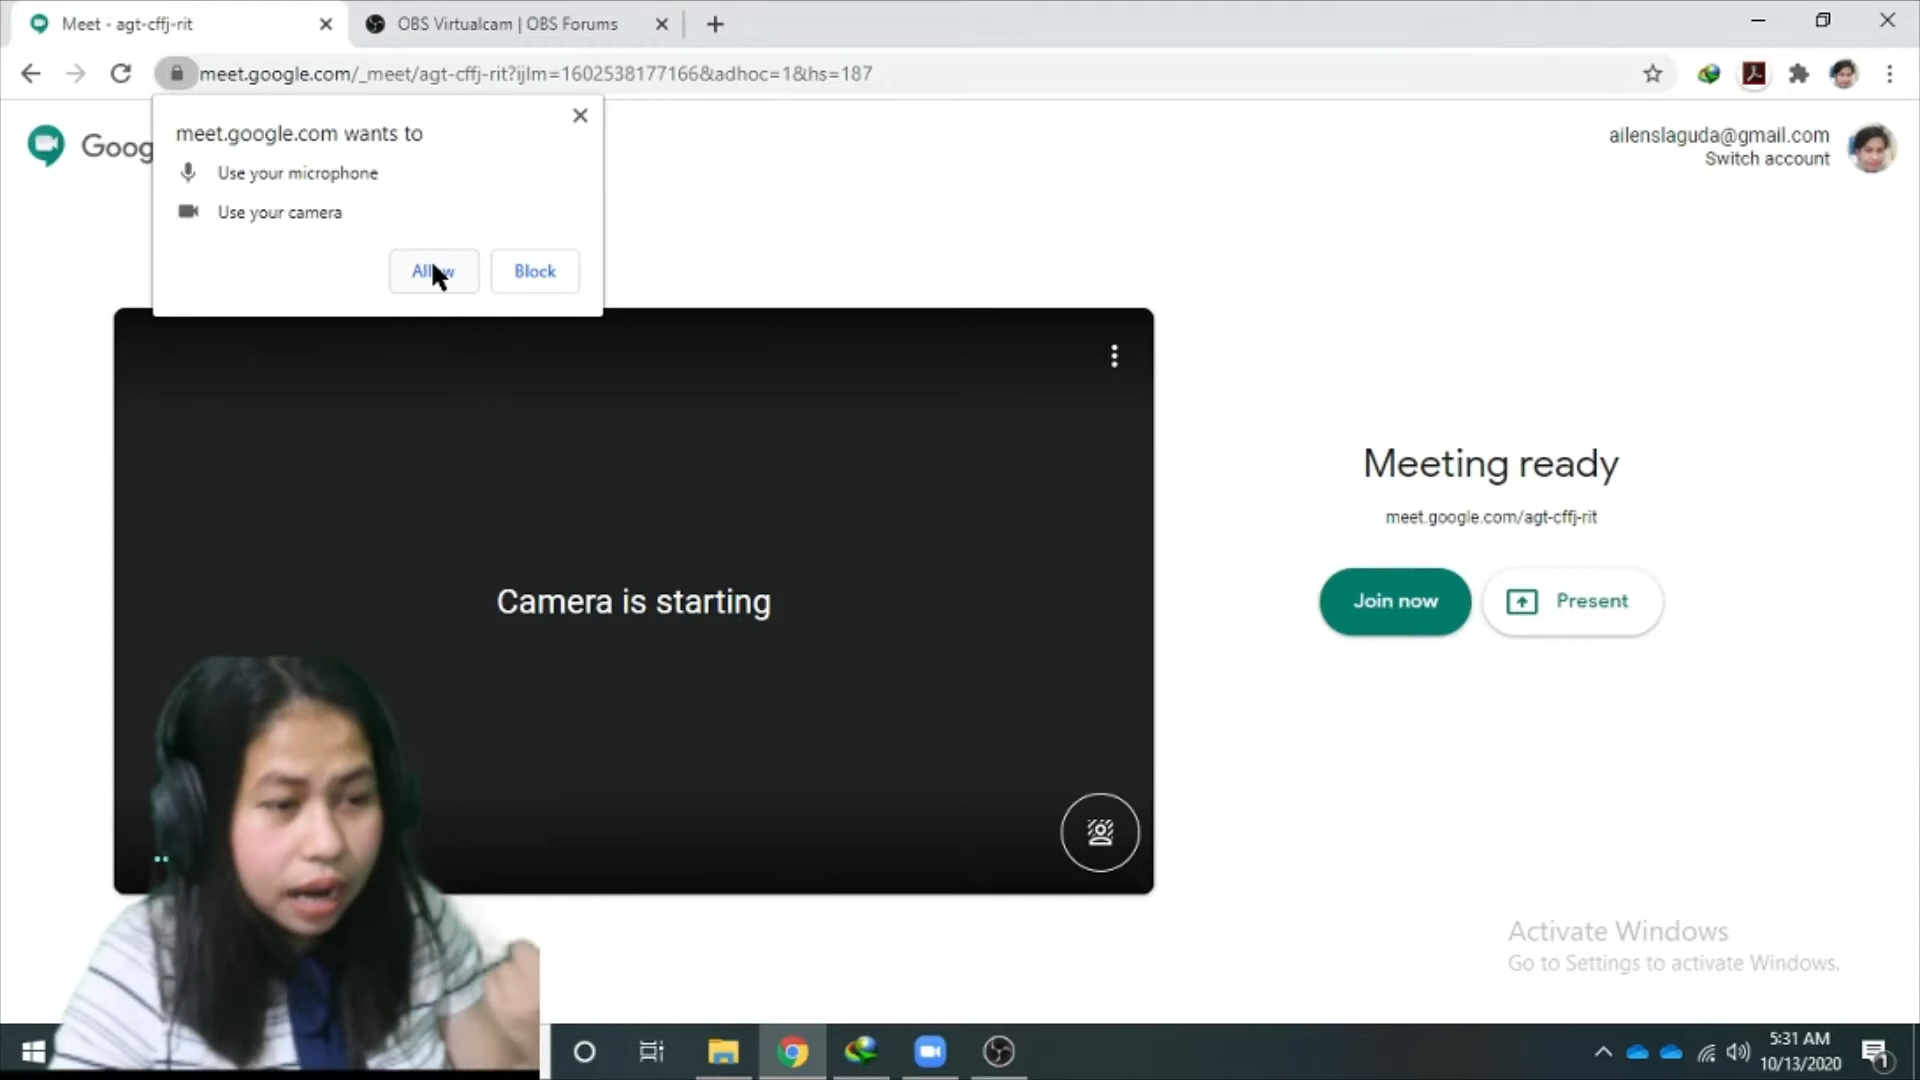 Meet - agt-cffj-rit
OBS Virtualcam | OBS Forums
meet.google.com/_meet/agt-cffj-rit?ijlm=1602538177166&adhoc=1&hs=187
meet.google.com wants to
Use your microphone
Use your camera
Allow
Block
Goog
ailenslaguda@gmail.com
Switch account
Camera is starting
Meeting ready
meet.google.com/agt-cffj-rit
Join now
Present
Activate Windows
Go to Settings to activate Windows.
5:31 AM
10/13/2020
1